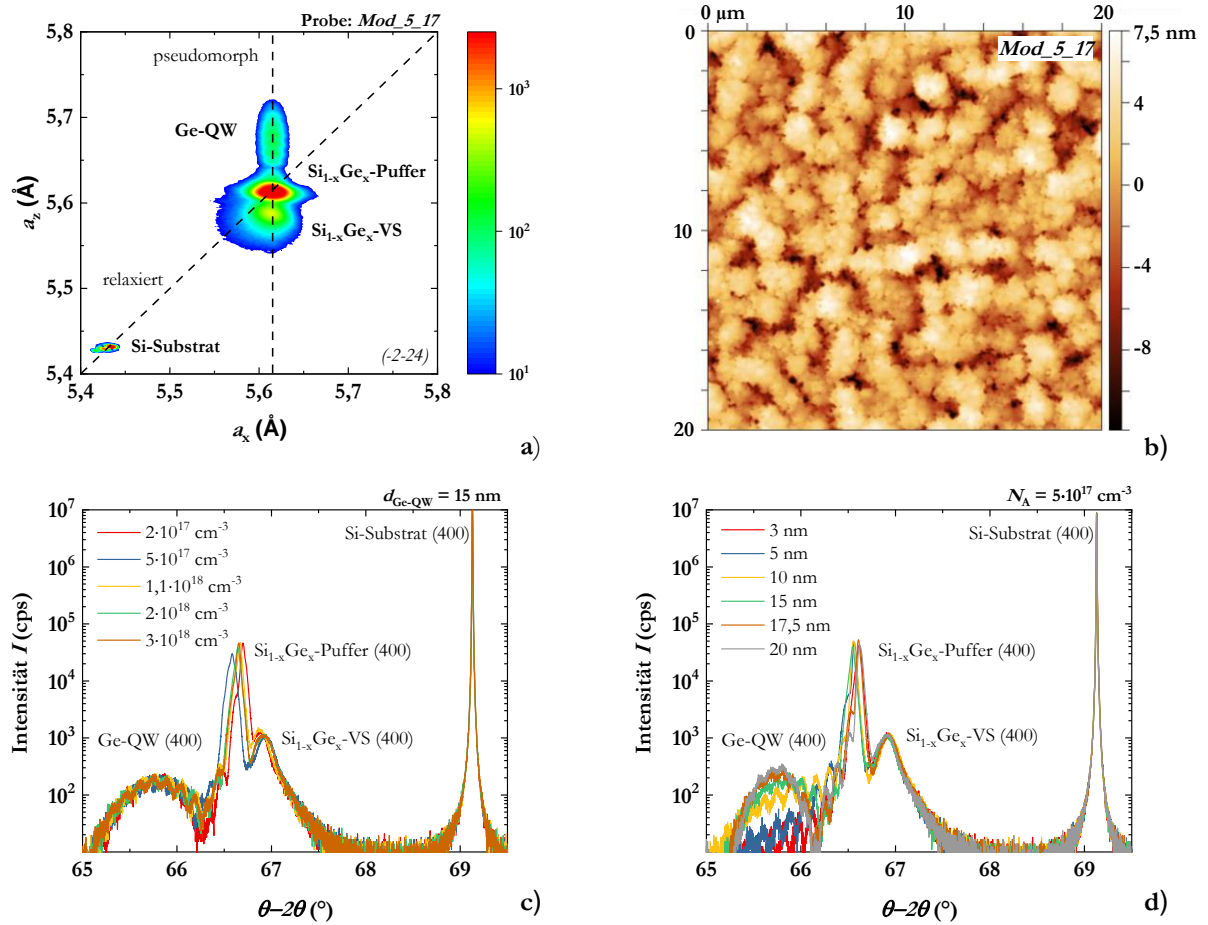 Probe: Mod_5_17
5,8
pseudomorph
10³
5,7
Ge-QW
Si₁₋ₓGeₓ-Puffer
a_z (Å)
5,6
Si₁₋ₓGeₓ-VS
10²
5,5
relaxiert
Si-Substrat
(-2-24)
5,4
10¹
5,4 5,5 5,6 5,7 5,8
a_x (Å)
a)
0 µm 10 20
0
Mod_5_17
7,5 nm
4
0
10
-4
-8
20
b)
d_Ge-QW = 15 nm
10⁷
Si-Substrat (400)
2·10¹⁷ cm⁻³
5·10¹⁷ cm⁻³
1,1·10¹⁸ cm⁻³
2·10¹⁸ cm⁻³
3·10¹⁸ cm⁻³
10⁶
10⁵
Si₁₋ₓGeₓ-Puffer (400)
10⁴
Ge-QW (400)
Si₁₋ₓGeₓ-VS (400)
10³
10²
Intensität I (cps)
65 66 67 68 69
θ–2θ (°)
c)
N_A = 5·10¹⁷ cm⁻³
10⁷
Si-Substrat (400)
3 nm
5 nm
10 nm
15 nm
17,5 nm
20 nm
10⁶
10⁵
Si₁₋ₓGeₓ-Puffer (400)
10⁴
Ge-QW (400)
Si₁₋ₓGeₓ-VS (400)
10³
10²
Intensität I (cps)
65 66 67 68 69
θ–2θ (°)
d)